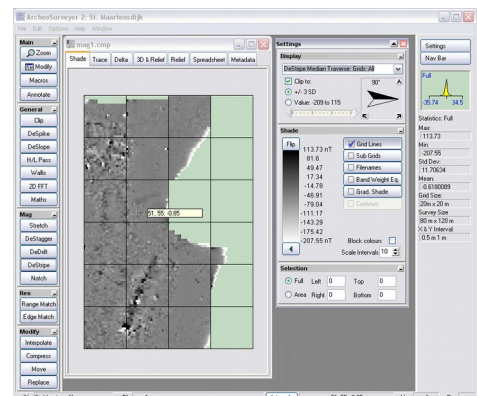 ArcheoSurveyor 2: St. Maartensdijk
File Edit Options Help Window
Main
Zoom
Modify
Macros
Annotate
General
Clip
DeSpike
DeSlope
H/L Pass
Wallis
2D FFT
Maths
Mag
Stretch
DeStagger
DeDrift
DeStripe
Notch
Res
Range Match
Edge Match
Modify
Interpolate
Compress
Move
Replace
mag1.cmp
Shade Trace Delta 3D & Relief Relief Spreadsheet Metadata
51, 55: -0.85
Settings
Display
DeStripe Median Traverse: Grids: All
Clip to: 90° A
+/- 3 SD
Value: -209 to 115
Shade
Flip
113.73 nT
81.6
49.47
17.34
-14.78
-46.91
-79.04
-111.17
-143.29
-175.42
-207.55 nT
Grid Lines
Sub Grids
Filenames
Band Weight Eq.
Grad. Shade
Contours
Block colours
Scale Intervals 10
Selection
Full Left 0 Top 0
Area Right 0 Bottom 0
Settings
Nav Bar
Full
-35.74 34.5
Statistics: Full
Max:
113.73
Min:
-207.55
Std Dev:
11.70634
Mean:
-0.6180089
Grid Size:
20m x 20 m
Survey Size
80 m x 120 m
X & Y Interval:
0.5 m 1 m